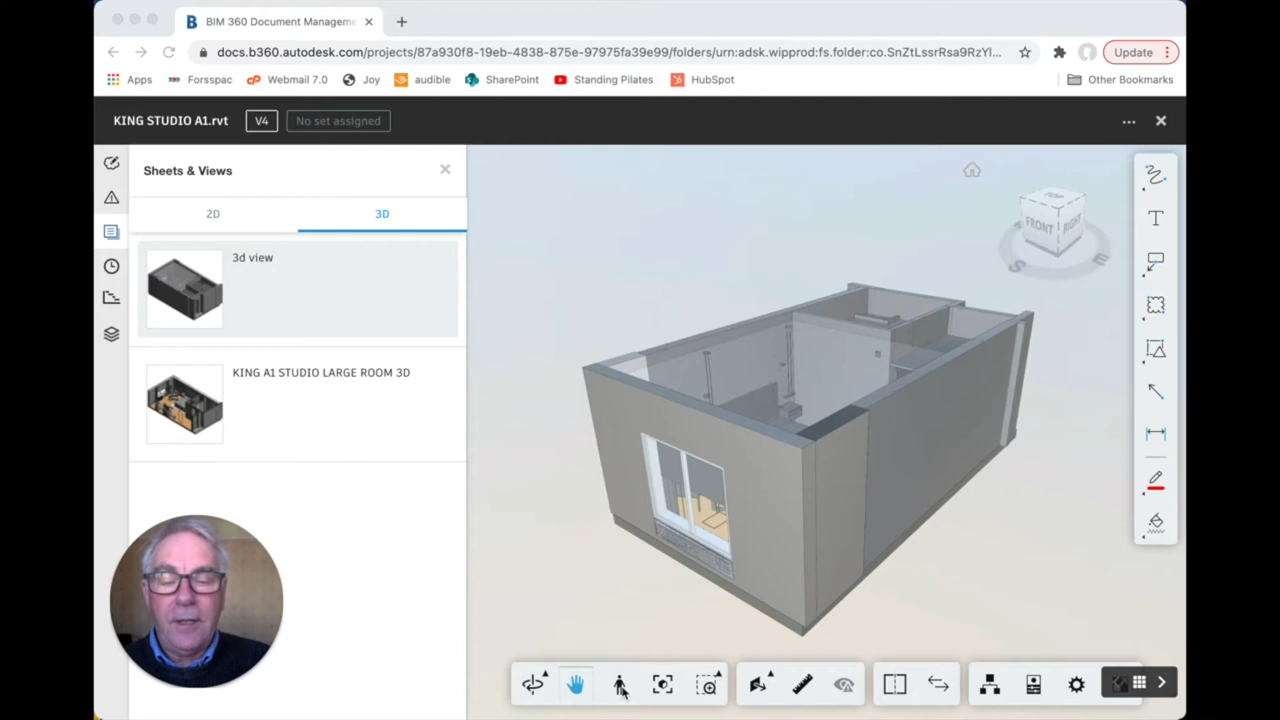 BIM 360 Document Manageme
docs.b360.autodesk.com/projects/87a930f8-19eb-4838-875e-97975fa39e99/folders/urn:adsk.wipprod:fs.folder:co.SnZtLssrRsa9RzYl...
Update
Apps
Forsspac
Webmail 7.0
Joy
audible
SharePoint
Standing Pilates
HubSpot
Other Bookmarks
KING STUDIO A1.rvt
V4
No set assigned
Sheets & Views
2D
3D
3d view
KING A1 STUDIO LARGE ROOM 3D
TOP
FRONT
RIGHT
S
E
T